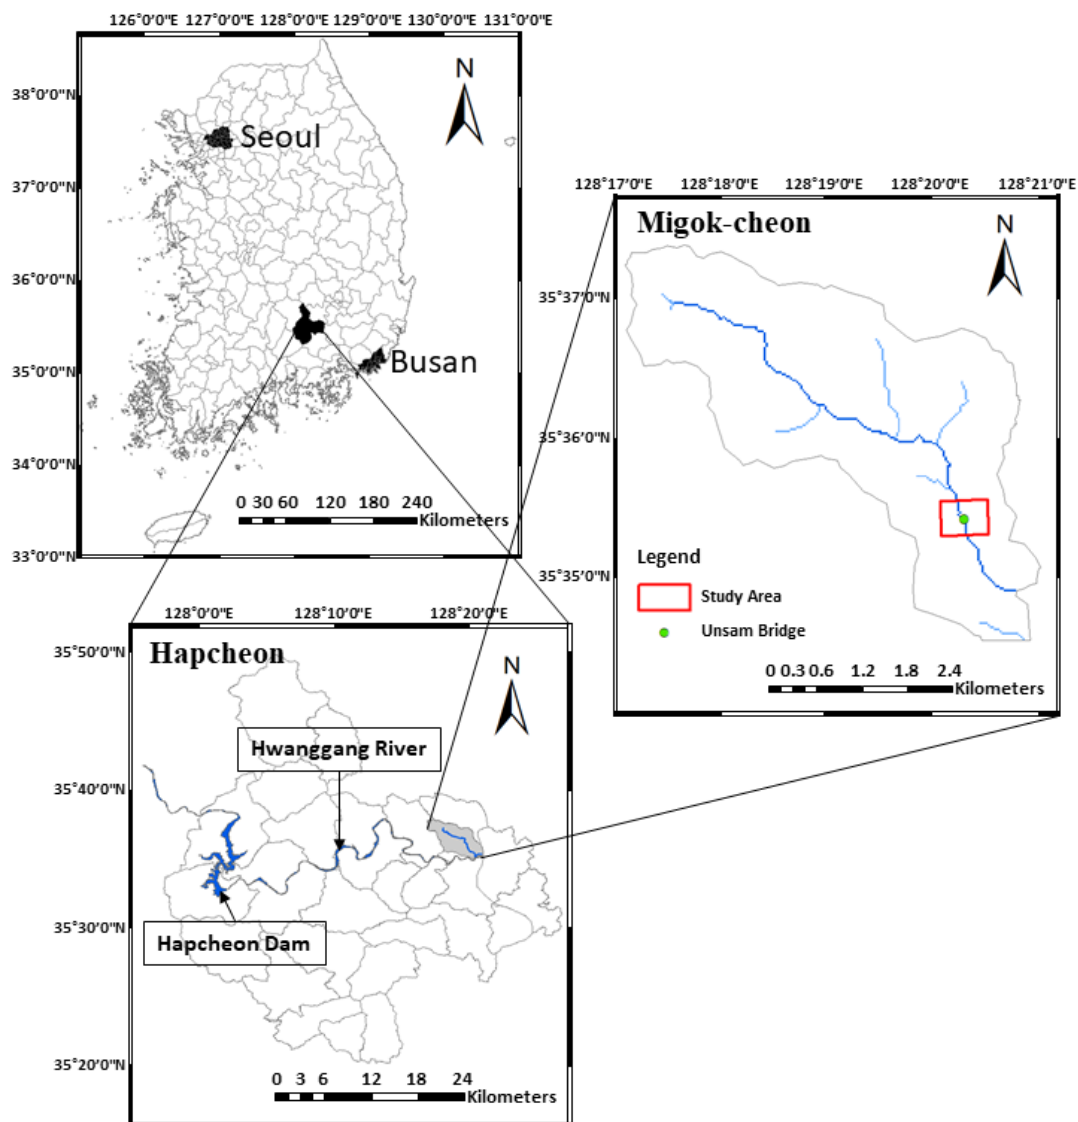 126°0'0"E 127°0'0"E 128°0'0"E 129°0'0"E 130°0'0"E 131°0'0"E
N
38°0'0"N
Seoul
37°0'0"N
36°0'0"N
35°0'0"N
Busan
34°0'0"N
0 30 60 120 180 240
Kilometers
33°0'0"N
128°17'0"E 128°18'0"E 128°19'0"E 128°20'0"E 128°21'0"E
Migok-cheon
N
35°37'0"N
35°36'0"N
35°35'0"N
Legend
Study Area
Unsam Bridge
0 0.3 0.6 1.2 1.8 2.4
Kilometers
128°0'0"E 128°10'0"E 128°20'0"E
35°50'0"N
Hapcheon
N
Hwanggang River
35°40'0"N
35°30'0"N
Hapcheon Dam
35°20'0"N
0 3 6 12 18 24
Kilometers